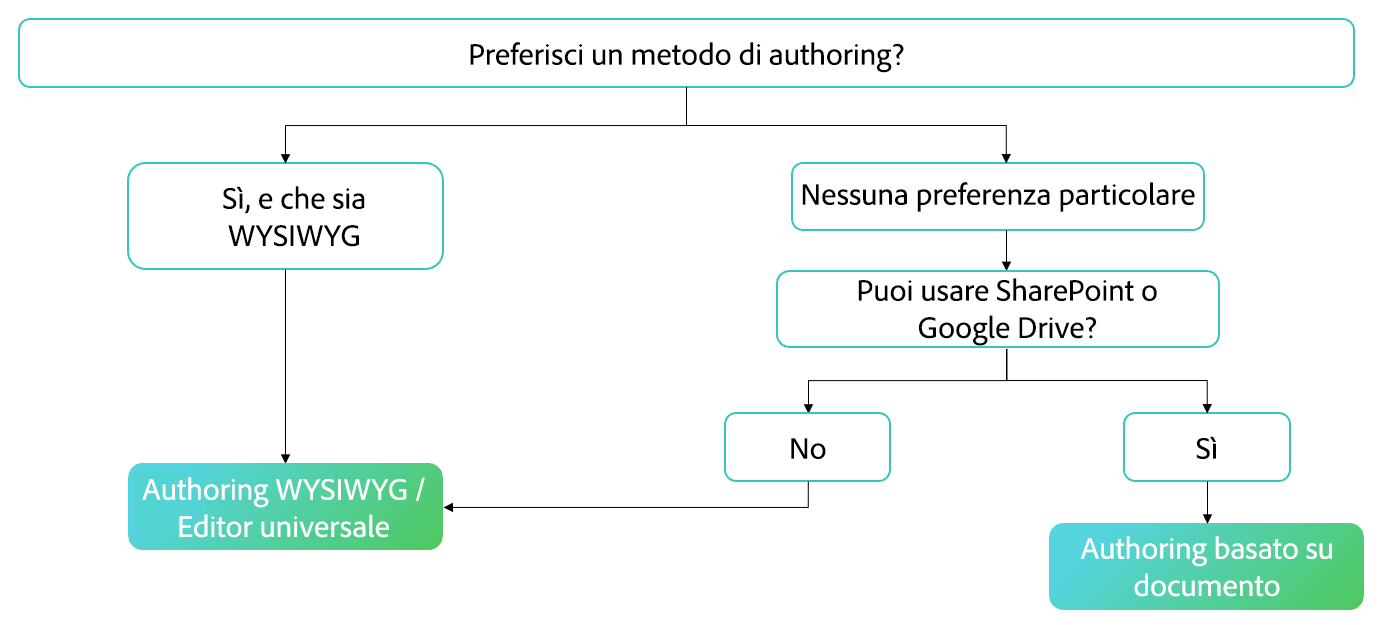 Preferisci un metodo di authoring?
Sì, e che sia
WYSIWYG
Nessuna preferenza particolare
Puoi usare SharePoint o
Google Drive?
No
Sì
Authoring WYSIWYG /
Editor universale
Authoring basato su
documento